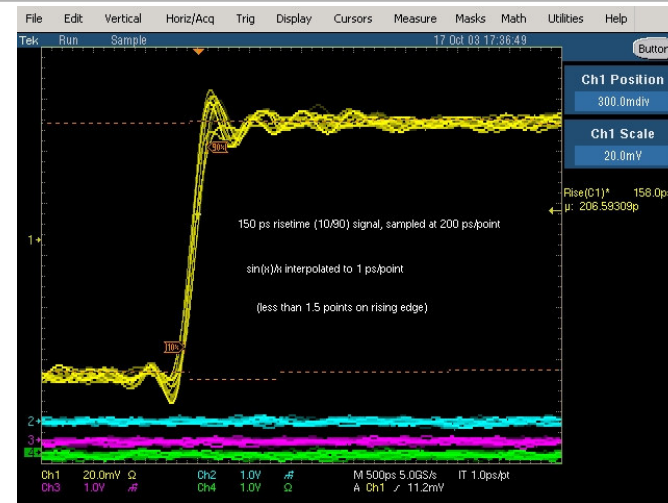 File Edit Vertical Horiz/Acq Trig Display Cursors Measure Masks Math Utilities Help
Tek Run Sample 17 Oct 03 17:36:49
Button
Ch1 Position
300.0mdiv
Ch1 Scale
20.0mV
Rise(C1)* 158.0p
µ: 206.59309p
90%
150 ps risetime (10/90) signal, sampled at 200 ps/point
1
sin(x)/x interpolated to 1 ps/point
(less than 1.5 points on rising edge)
10%
2
3
4
Ch1 20.0mV Ω Ch2 1.0V M 500ps 5.0GS/s IT 1.0ps/pt
Ch3 1.0V Ch4 1.0V Ω A Ch1 / 11.2mV